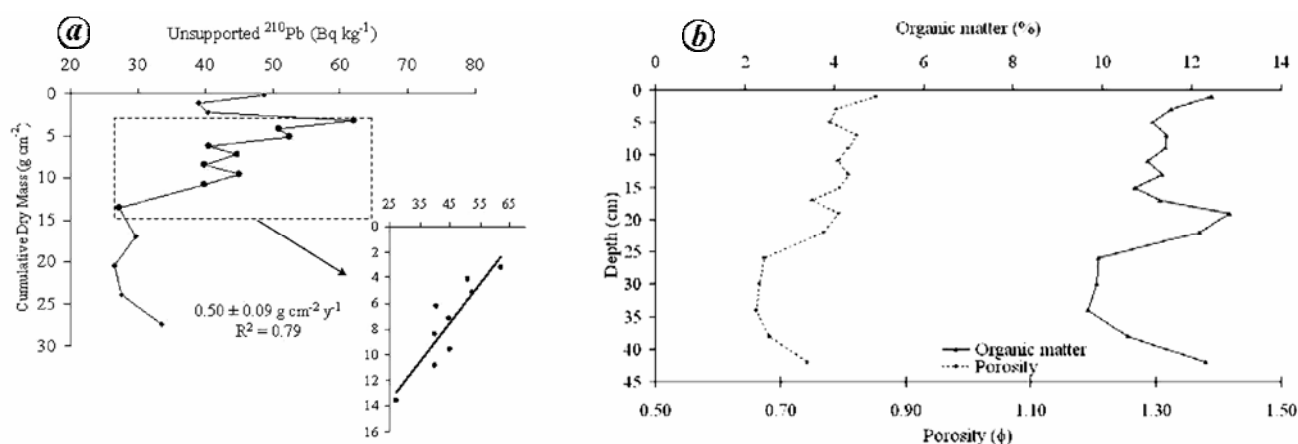 a
Unsupported ²¹⁰Pb (Bq kg⁻¹)
20 30 40 50 60 70 80
0
5
10
15
20
25
30
Cumulative Dry Mass (g cm⁻²)
0.50 ± 0.09 g cm⁻² y⁻¹
R² = 0.79
25 35 45 55 65
0
2
4
6
8
10
12
14
16
b
Organic matter (%)
0 2 4 6 8 10 12 14
0
5
10
15
20
25
30
35
40
45
Depth (cm)
Organic matter
Porosity
0.50 0.70 0.90 1.10 1.30 1.50
Porosity (ϕ)